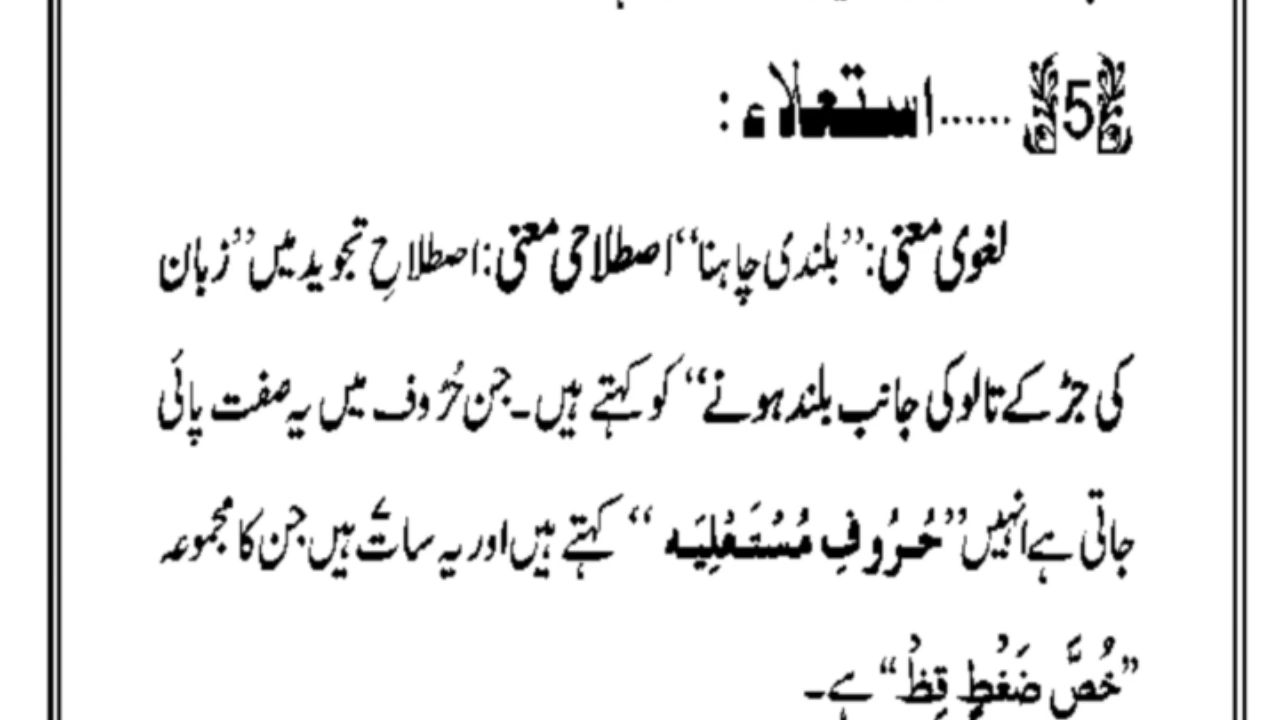 ﴿5﴾......استعلاء :
لغوی معنی: ’’بلندی چاہنا‘‘ اصطلاحی معنی: اصطلاحِ تجوید میں ’’زبان
کی جڑ کے تالو کی جانب بلند ہونے‘‘ کو کہتے ہیں۔ جن حُرُوف میں یہ صفت پائی
جاتی ہے انہیں ’’حُرُوفِ مُسْتَعْلِیَہ‘‘ کہتے ہیں اور یہ سات۷ ہیں جن کا مجموعہ
’’خُصَّ ضَغْطٍ قِظْ‘‘ ہے۔